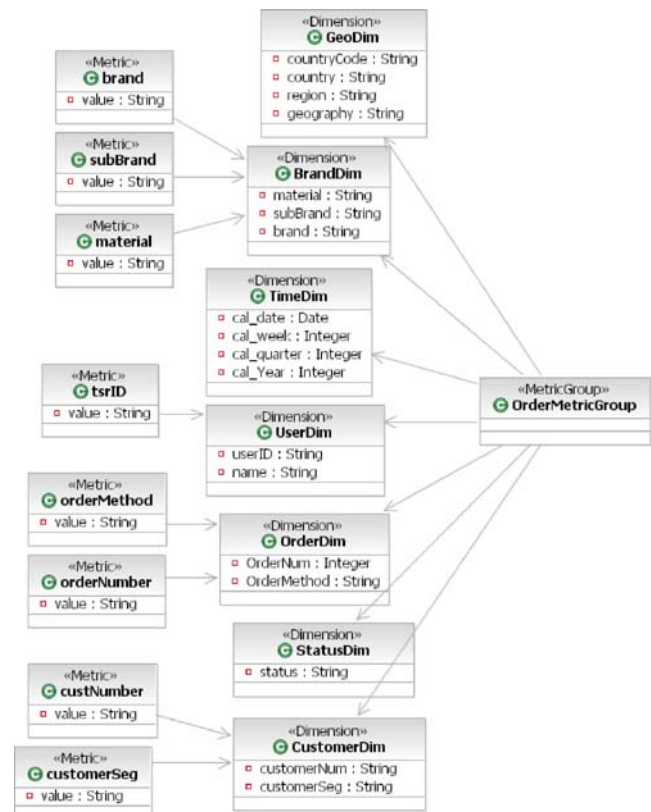 «Metric»
brand
value : String
«Metric»
subBrand
value : String
«Metric»
material
value : String
«Metric»
tsrID
value : String
«Metric»
orderMethod
value : String
«Metric»
orderNumber
value : String
«Metric»
custNumber
value : String
«Metric»
customerSeg
value : String
«Dimension»
GeoDim
countryCode : String
country : String
region : String
geography : String
«Dimension»
BrandDim
material : String
subBrand : String
brand : String
«Dimension»
TimeDim
cal_date : Date
cal_week : Integer
cal_quarter : Integer
cal_Year : Integer
«Dimension»
UserDim
userID : String
name : String
«Dimension»
OrderDim
OrderNum : Integer
OrderMethod : String
«Dimension»
StatusDim
status : String
«Dimension»
CustomerDim
customerNum : String
customerSeg : String
«MetricGroup»
OrderMetricGroup